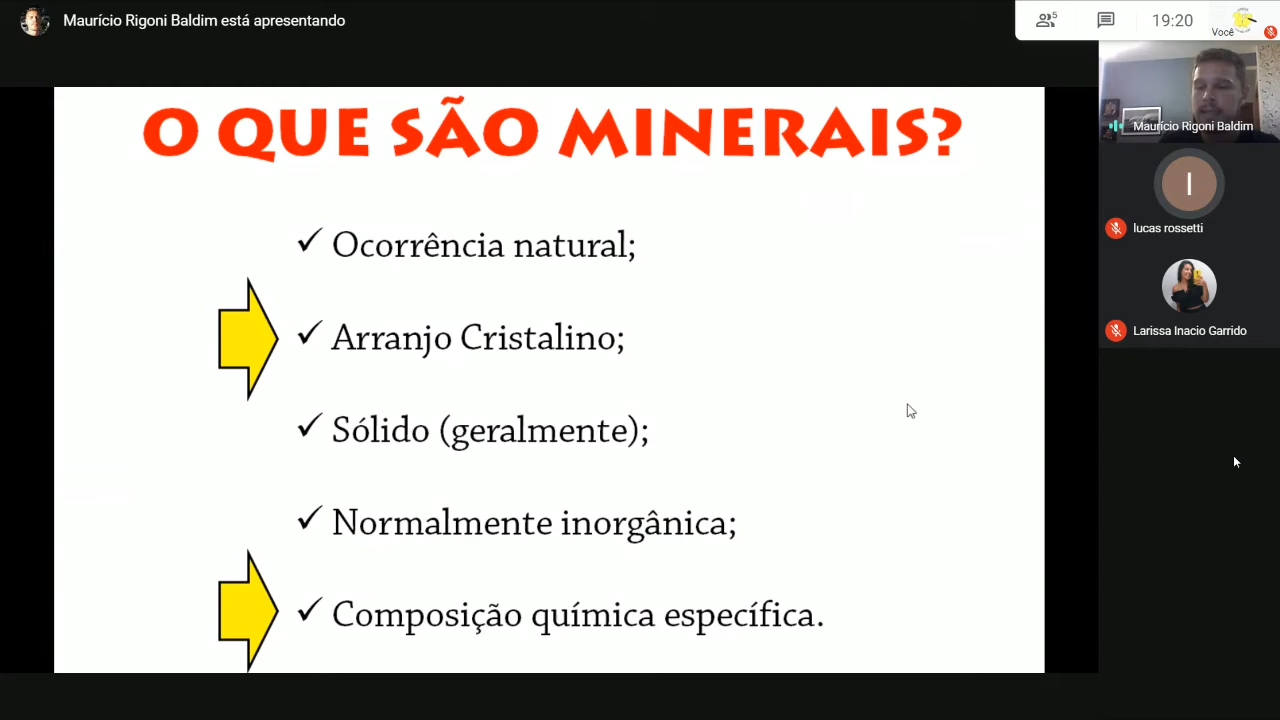 Maurício Rigoni Baldim está apresentando
5
19:20
Você
O QUE SÃO MINERAIS?
✓ Ocorrência natural;
✓ Arranjo Cristalino;
✓ Sólido (geralmente);
✓ Normalmente inorgânica;
✓ Composição química específica.
Maurício Rigoni Baldim
I
lucas rossetti
Larissa Inacio Garrido